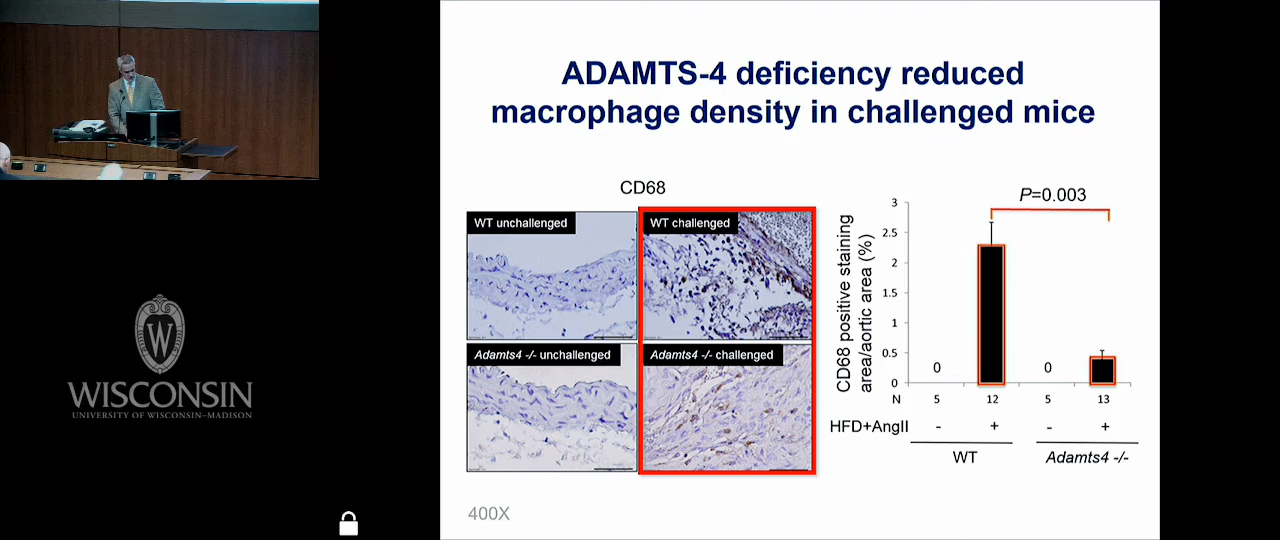 ADAMTS-4 deficiency reduced
macrophage density in challenged mice
CD68
WT unchallenged
WT challenged
Adamts4 -/- unchallenged
Adamts4 -/- challenged
400X
CD68 positive staining
area/aortic area (%)
3
2.5
2
1.5
1
0.5
0
P=0.003
0
0
N 5 12 5 13
HFD+AngII - + - +
WT Adamts4 -/-
W
WISCONSIN
UNIVERSITY OF WISCONSIN–MADISON